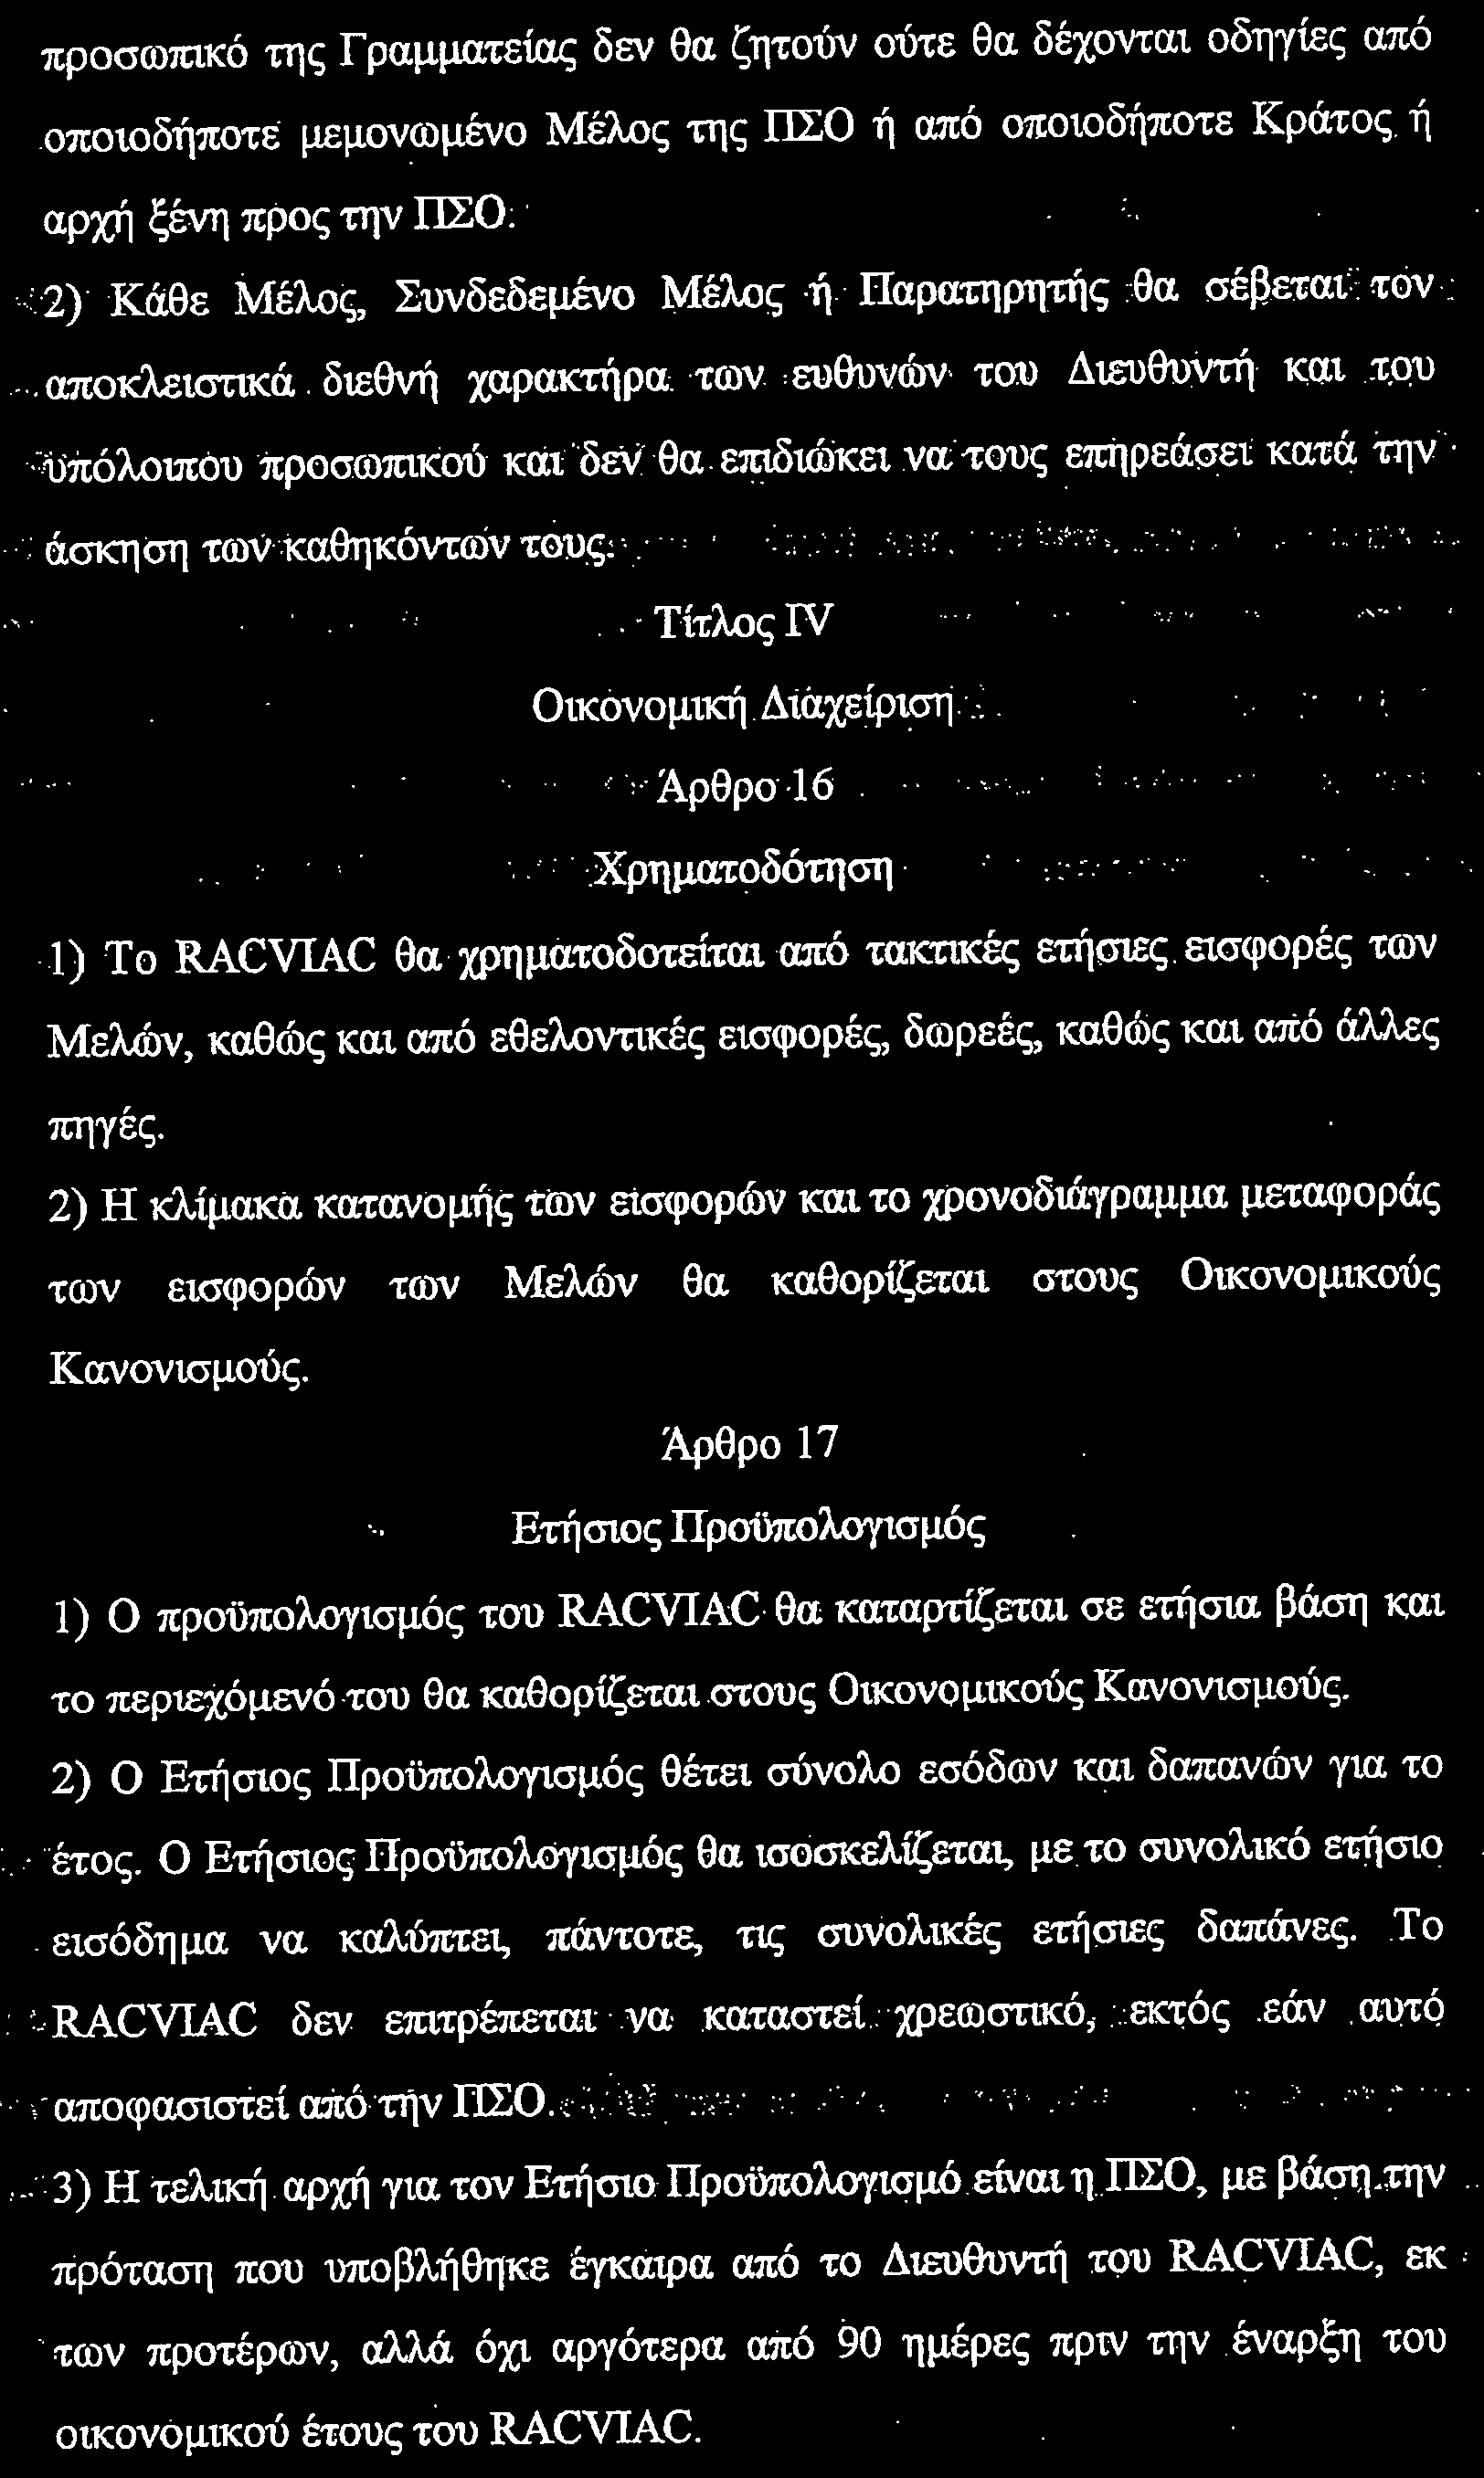 προσωπικό της Γραμματείας δεν θα ζητούν ούτε θα δέχονται οδηγίες από
οποιοδήποτε μεμονωμένο Μέλος της ΠΣΟ ή από οποιοδήποτε Κράτος ή
αρχή ξένη προς την ΠΣΟ.
2) Κάθε Μέλος, Συνδεδεμένο Μέλος ή Παρατηρητής θα σέβεται τον
αποκλειστικά διεθνή χαρακτήρα των ευθυνών του Διευθυντή και του
υπόλοιπου προσωπικού και δεν θα επιδιώκει να τους επηρεάσει κατά την
άσκηση των καθηκόντων τους.
Τίτλος IV
Οικονομική Διαχείριση
Άρθρο 16
Χρηματοδότηση
1) Το RACVIAC θα χρηματοδοτείται από τακτικές ετήσιες εισφορές των
Μελών, καθώς και από εθελοντικές εισφορές, δωρεές, καθώς και από άλλες
πηγές.
2) Η κλίμακα κατανομής των εισφορών και το χρονοδιάγραμμα μεταφοράς
των εισφορών των Μελών θα καθορίζεται στους Οικονομικούς
Κανονισμούς.
Άρθρο 17
Ετήσιος Προϋπολογισμός
1) Ο προϋπολογισμός του RACVIAC θα καταρτίζεται σε ετήσια βάση και
το περιεχόμενό του θα καθορίζεται στους Οικονομικούς Κανονισμούς.
2) Ο Ετήσιος Προϋπολογισμός θέτει σύνολο εσόδων και δαπανών για το
έτος. Ο Ετήσιος Προϋπολογισμός θα ισοσκελίζεται, με το συνολικό ετήσιο
εισόδημα να καλύπτει, πάντοτε, τις συνολικές ετήσιες δαπάνες. Το
RACVIAC δεν επιτρέπεται να καταστεί χρεωστικό, εκτός εάν αυτό
αποφασιστεί από την ΠΣΟ.
3) Η τελική αρχή για τον Ετήσιο Προϋπολογισμό είναι η ΠΣΟ, με βάση την
πρόταση που υποβλήθηκε έγκαιρα από το Διευθυντή του RACVIAC, εκ
των προτέρων, αλλά όχι αργότερα από 90 ημέρες πριν την έναρξη του
οικονομικού έτους του RACVIAC.